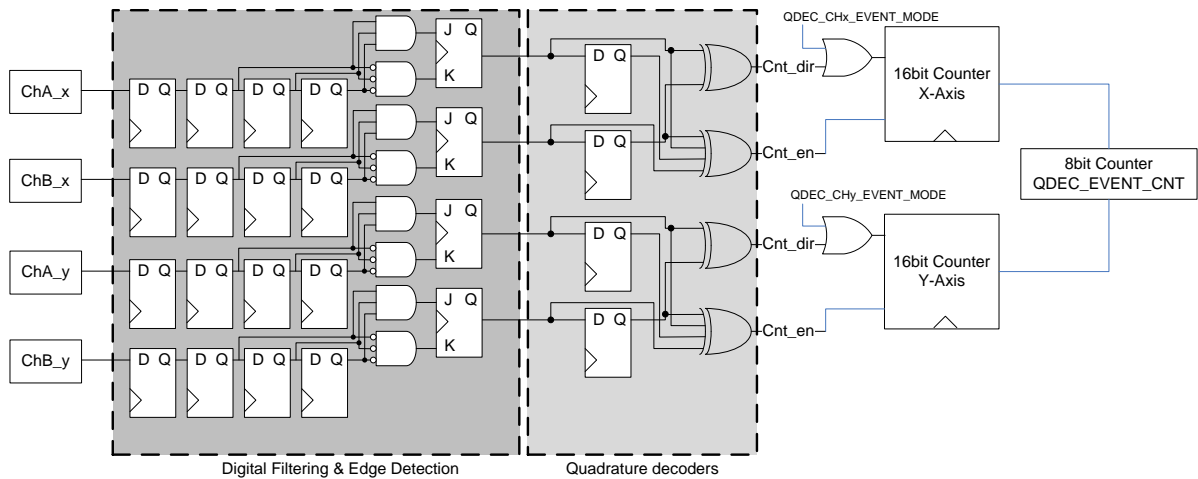 QDEC_CHx_EVENT_MODE
J Q
K
D Q
Cnt_dir
16bit Counter
X-Axis
ChA_x
D Q D Q D Q D Q
J Q
K
D Q
Cnt_en
ChB_x
D Q D Q D Q D Q
8bit Counter
QDEC_EVENT_CNT
QDEC_CHy_EVENT_MODE
J Q
K
D Q
Cnt_dir
16bit Counter
Y-Axis
ChA_y
D Q D Q D Q D Q
J Q
K
D Q
Cnt_en
ChB_y
D Q D Q D Q D Q
Digital Filtering & Edge Detection
Quadrature decoders